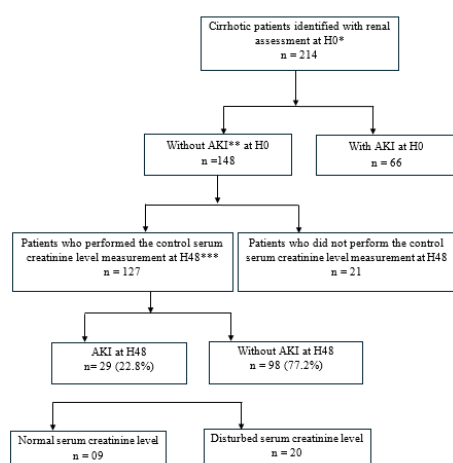 Cirrhotic patients identified with renal
assessment at H0*
n = 214
Without AKI** at H0
n =148
With AKI at H0
n = 66
Patients who performed the control serum
creatinine level measurement at H48***
n = 127
Patients who did not perform the control
serum creatinine level measurement at H48
n = 21
AKI at H48
n= 29 (22.8%)
Without AKI at H48
n = 98 (77.2%)
Normal serum creatinine level
n = 09
Disturbed serum creatinine level
n = 20